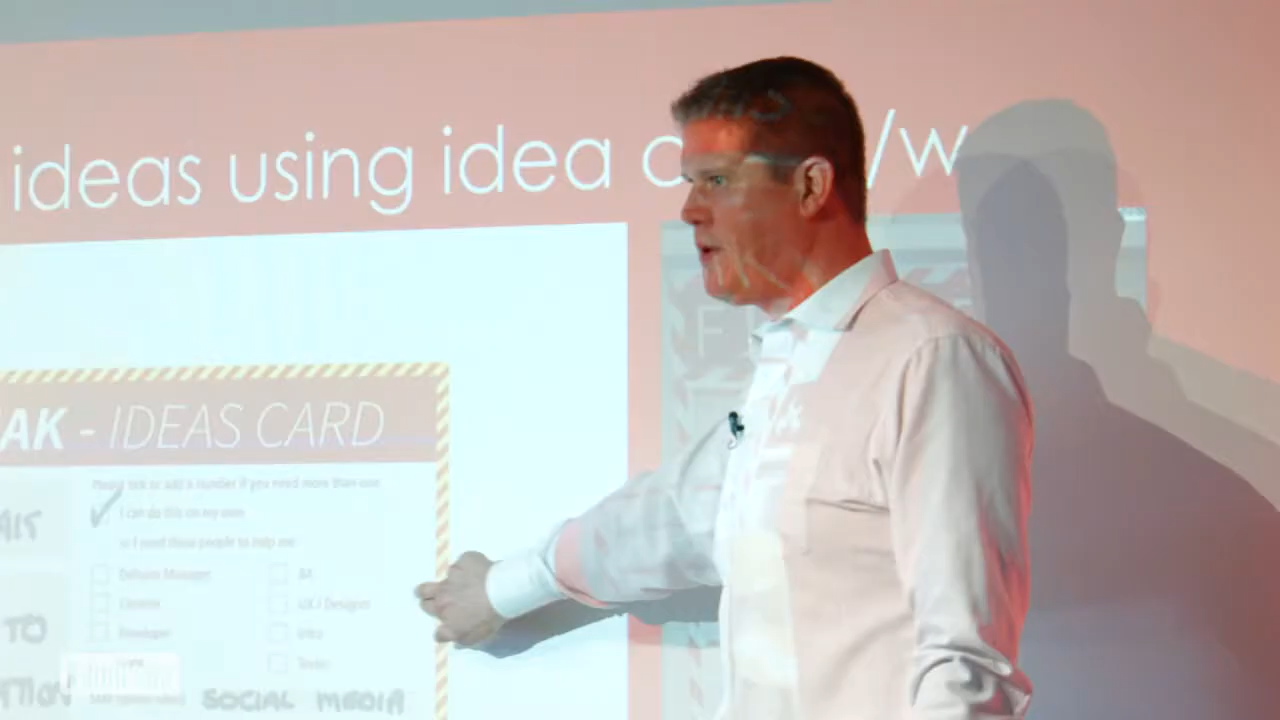 ideas using idea /w
AK - IDEAS CARD
Please tick or add a number if you need more than one
I can do this on my own
or I need these people to help me:
Delivery Manager
BA
UX / Designer
Developer
Tester
TO
SOCIAL MEDIA